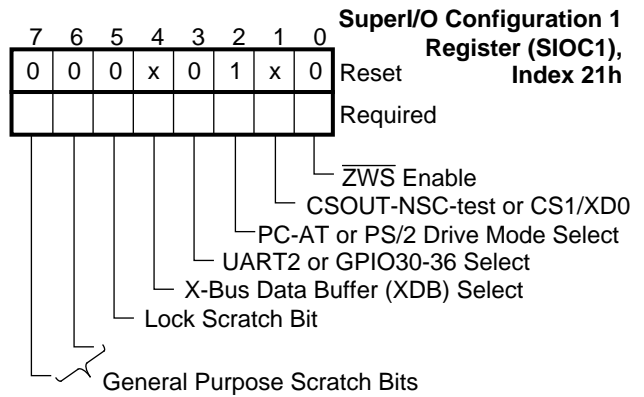 SuperI/O Configuration 1
Register (SIOC1),
Index 21h
7 6 5 4 3 2 1 0
0 0 0 x 0 1 x 0 Reset
Required
ZWS Enable
CSOUT-NSC-test or CS1/XD0
PC-AT or PS/2 Drive Mode Select
UART2 or GPIO30-36 Select
X-Bus Data Buffer (XDB) Select
Lock Scratch Bit
General Purpose Scratch Bits